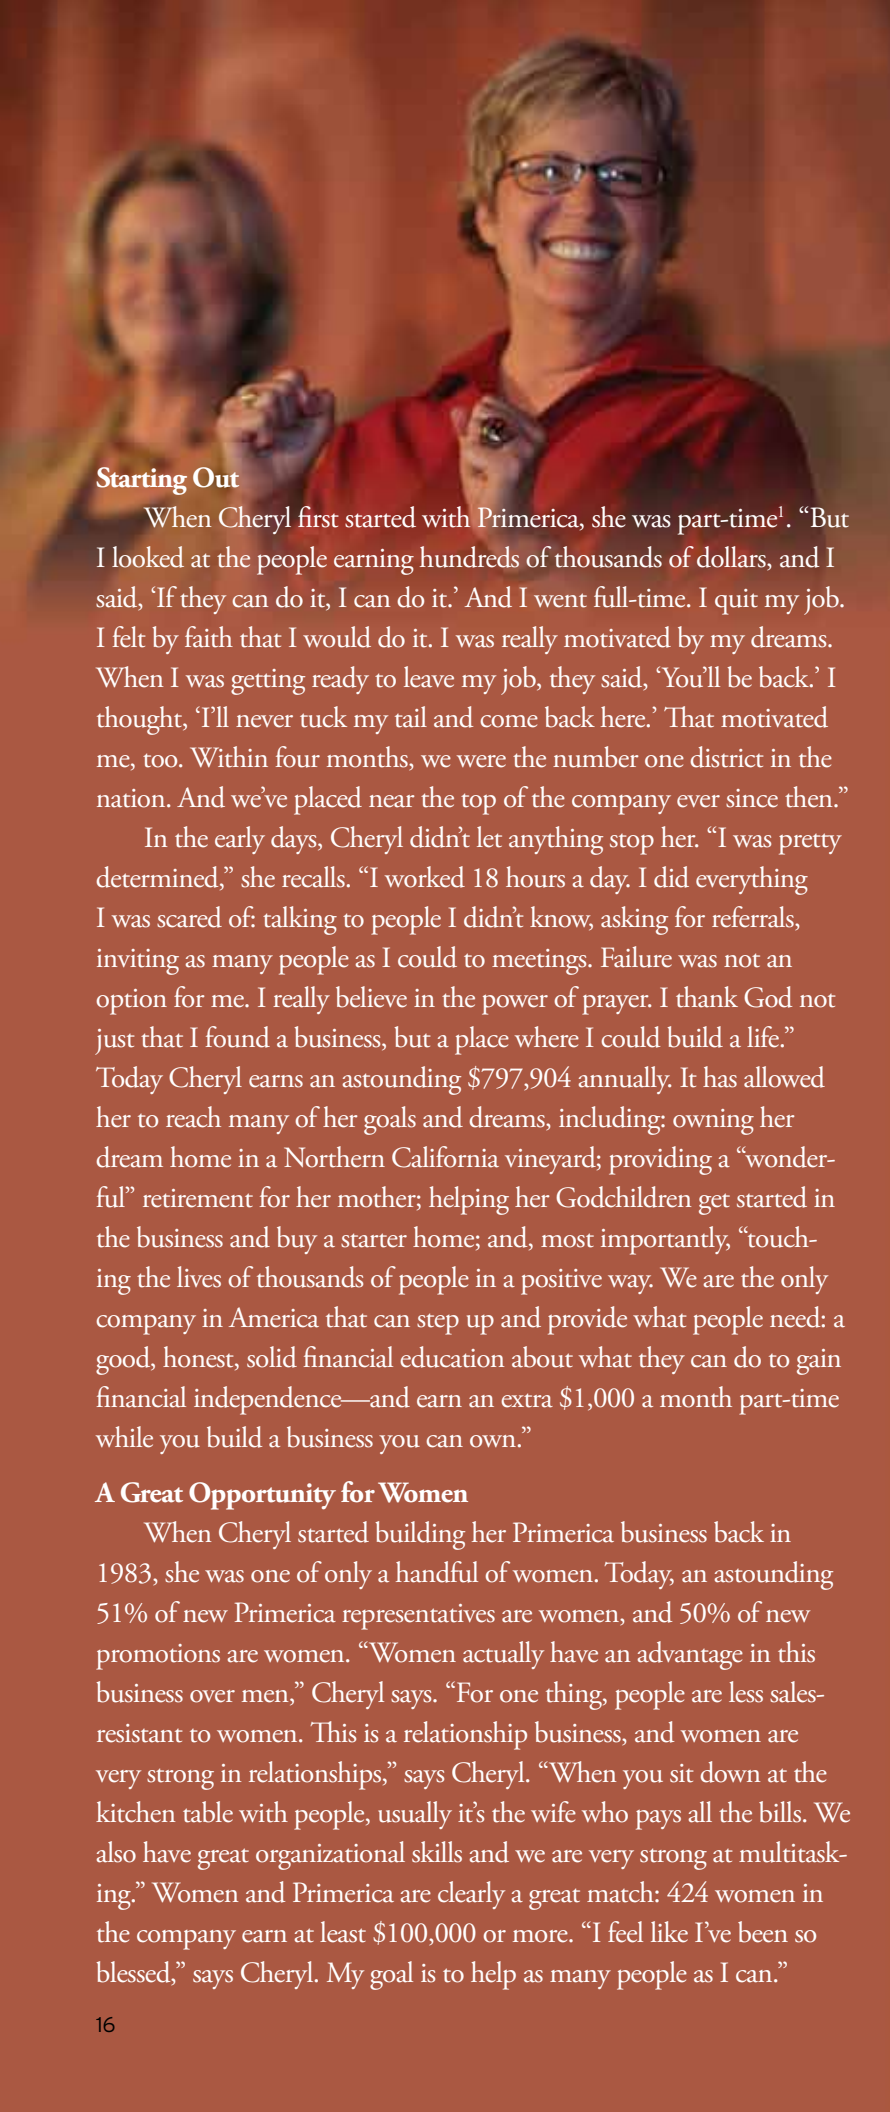 Starting Out
When Cheryl first started with Primerica, she was part-time¹. “But
I looked at the people earning hundreds of thousands of dollars, and I
said, ‘If they can do it, I can do it.’ And I went full-time. I quit my job.
I felt by faith that I would do it. I was really motivated by my dreams.
When I was getting ready to leave my job, they said, ‘You’ll be back.’ I
thought, ‘I’ll never tuck my tail and come back here.’ That motivated
me, too. Within four months, we were the number one district in the
nation. And we’ve placed near the top of the company ever since then.”
In the early days, Cheryl didn’t let anything stop her. “I was pretty
determined,” she recalls. “I worked 18 hours a day. I did everything
I was scared of: talking to people I didn’t know, asking for referrals,
inviting as many people as I could to meetings. Failure was not an
option for me. I really believe in the power of prayer. I thank God not
just that I found a business, but a place where I could build a life.”
Today Cheryl earns an astounding $797,904 annually. It has allowed
her to reach many of her goals and dreams, including: owning her
dream home in a Northern California vineyard; providing a “wonder-
ful” retirement for her mother; helping her Godchildren get started in
the business and buy a starter home; and, most importantly, “touch-
ing the lives of thousands of people in a positive way. We are the only
company in America that can step up and provide what people need: a
good, honest, solid financial education about what they can do to gain
financial independence—and earn an extra $1,000 a month part-time
while you build a business you can own.”
A Great Opportunity for Women
When Cheryl started building her Primerica business back in
1983, she was one of only a handful of women. Today, an astounding
51% of new Primerica representatives are women, and 50% of new
promotions are women. “Women actually have an advantage in this
business over men,” Cheryl says. “For one thing, people are less sales-
resistant to women. This is a relationship business, and women are
very strong in relationships,” says Cheryl. “When you sit down at the
kitchen table with people, usually it’s the wife who pays all the bills. We
also have great organizational skills and we are very strong at multitask-
ing.” Women and Primerica are clearly a great match: 424 women in
the company earn at least $100,000 or more. “I feel like I’ve been so
blessed,” says Cheryl. My goal is to help as many people as I can.”
16